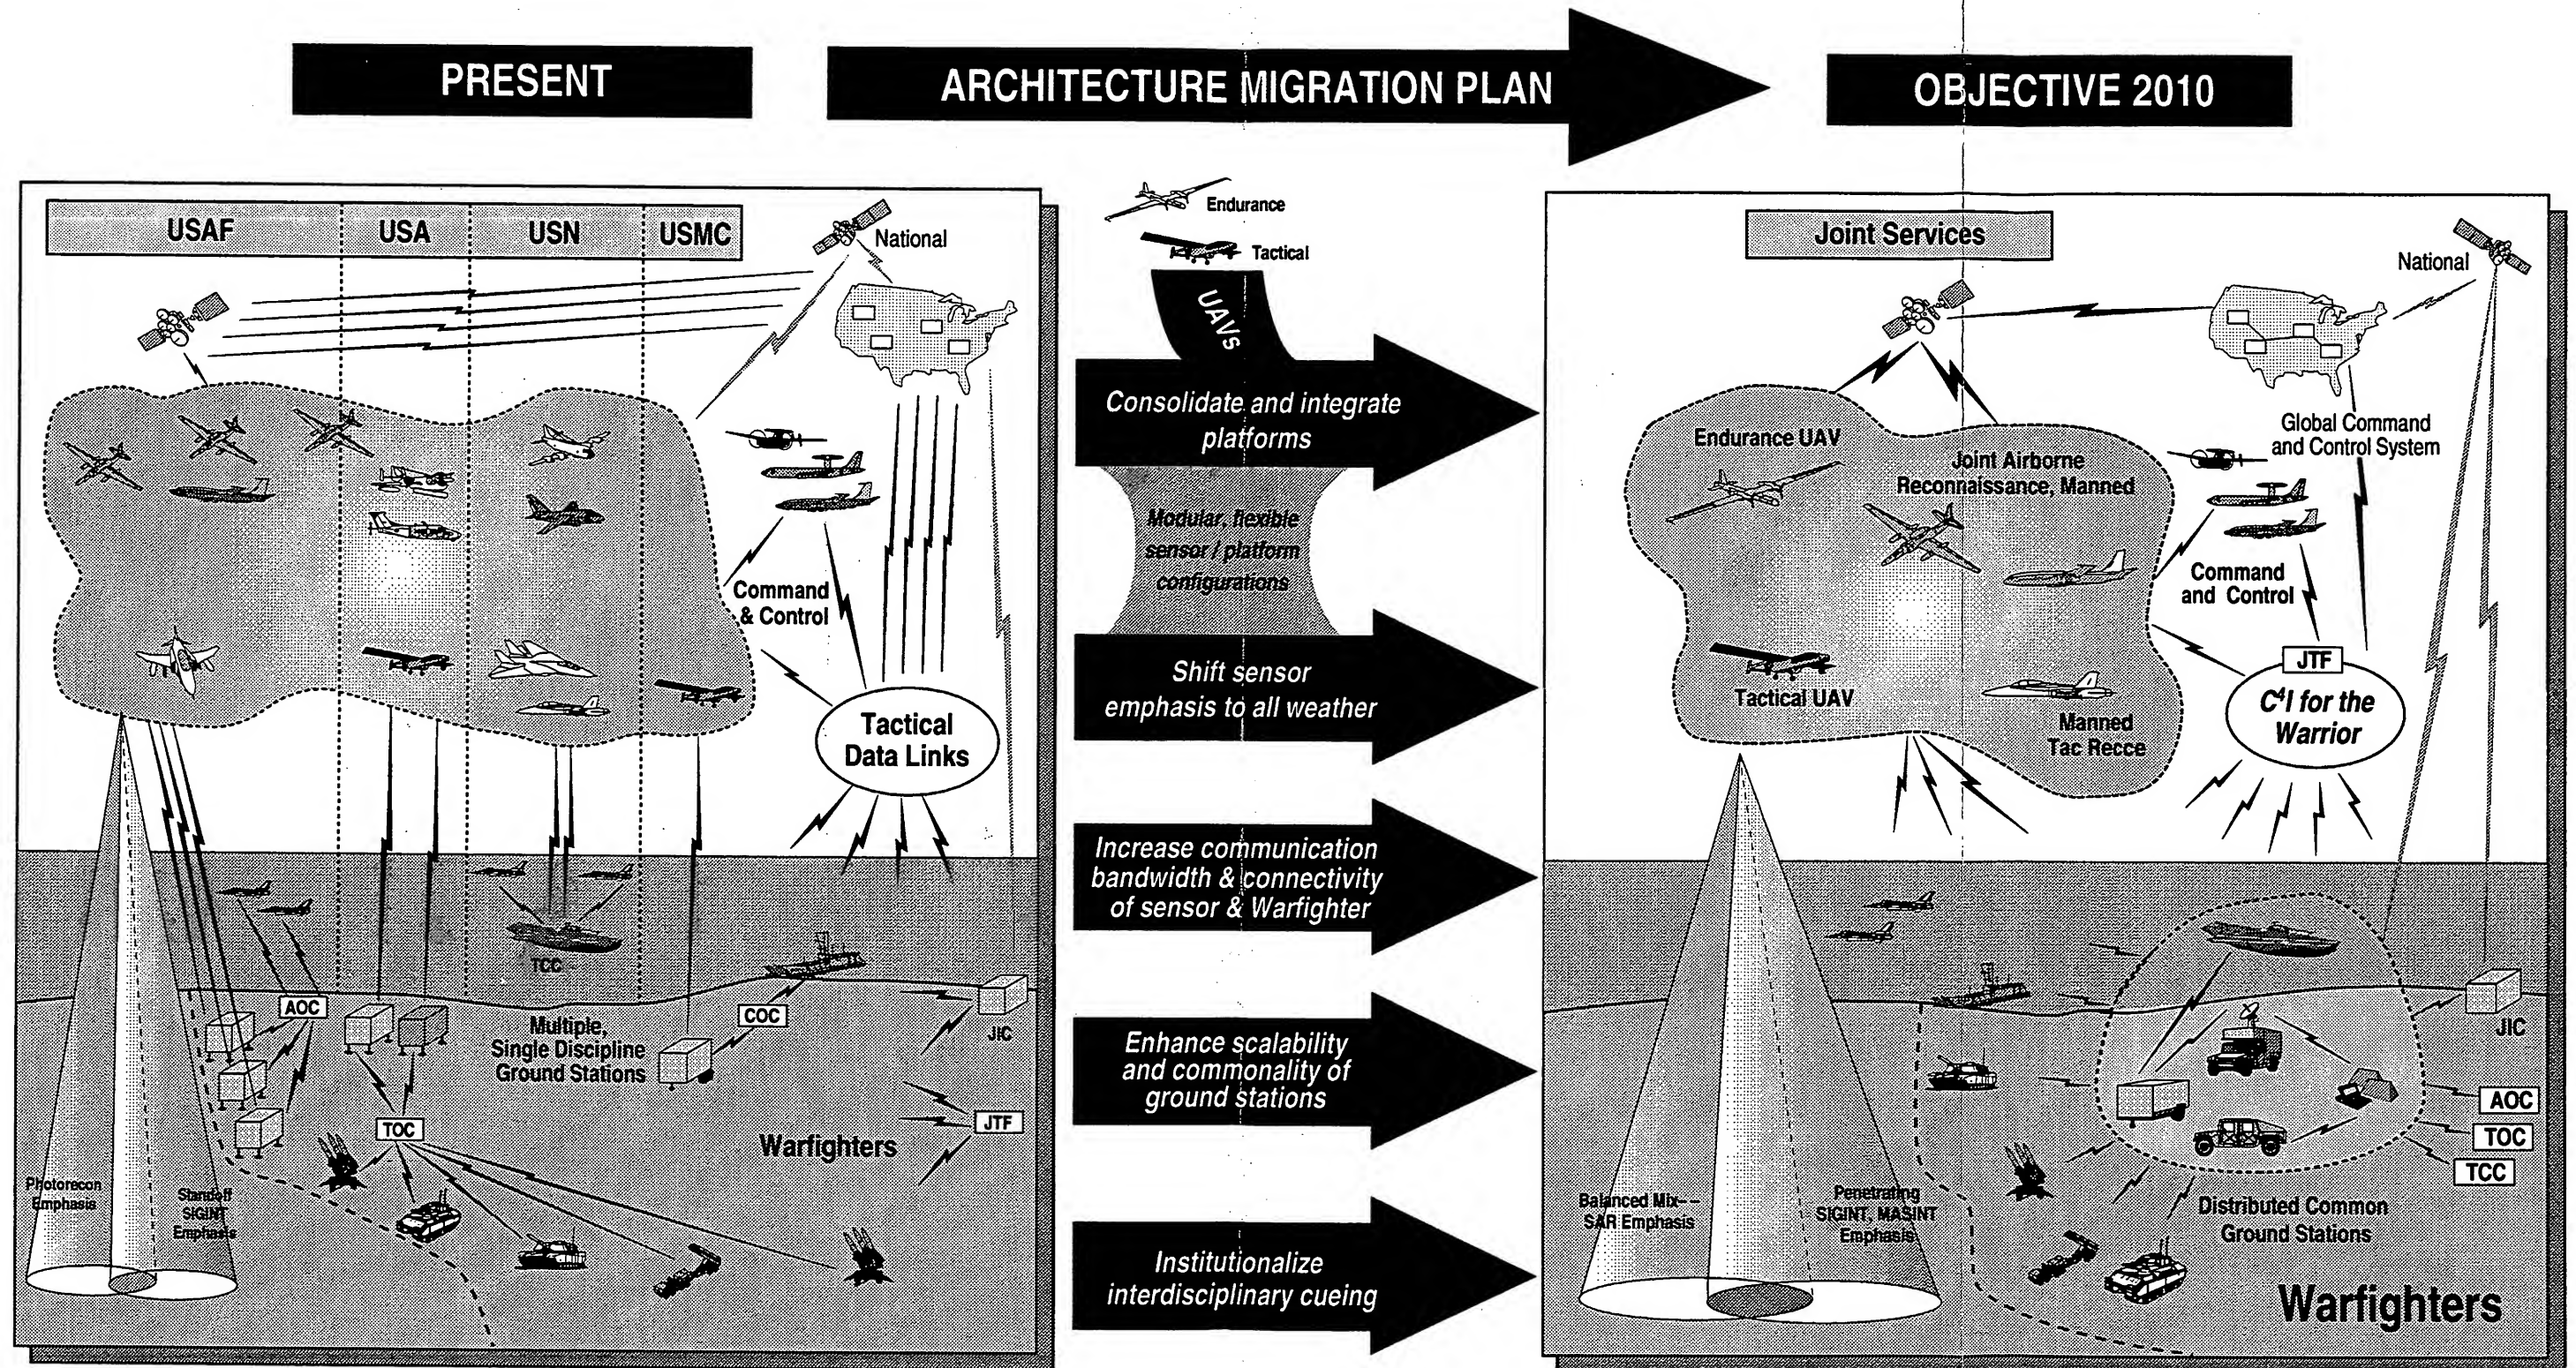 PRESENT
ARCHITECTURE MIGRATION PLAN
OBJECTIVE 2010
USAF
USA
USN
USMC
National
Command
& Control
Tactical
Data Links
TCC
AOC
Multiple,
Single Discipline
Ground Stations
COC
JIC
TOC
JTF
Warfighters
Photorecon
Emphasis
Standoff
SIGINT
Emphasis
Endurance
Tactical
UAVS
Consolidate and integrate
platforms
Modular, flexible
sensor / platform
configurations
Shift sensor
emphasis to all weather
Increase communication
bandwidth & connectivity
of sensor & Warfighter
Enhance scalability
and commonality of
ground stations
Institutionalize
interdisciplinary cueing
Joint Services
National
Global Command
and Control System
Endurance UAV
Joint Airborne
Reconnaissance, Manned
Command
and Control
JTF
C⁴I for the
Warrior
Tactical UAV
Manned
Tac Recce
JIC
AOC
TOC
TCC
Balanced Mix--
SAR Emphasis
Penetrating
SIGINT, MASINT
Emphasis
Distributed Common
Ground Stations
Warfighters